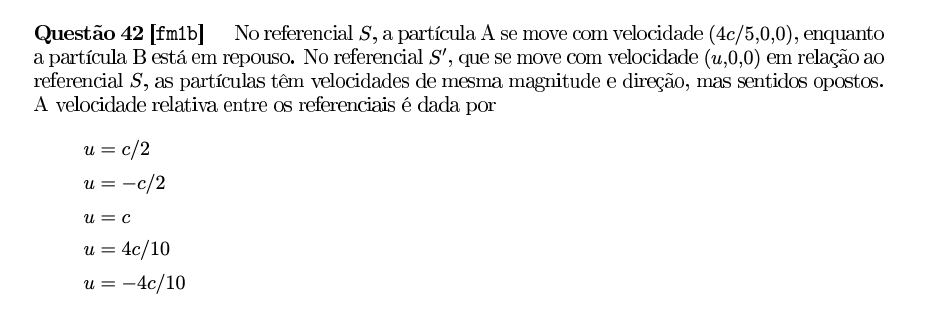 Questão 42 [fm1b] No referencial S, a partícula A se move com velocidade (4c/5,0,0), enquanto
a partícula B está em repouso. No referencial S′, que se move com velocidade (u,0,0) em relação ao
referencial S, as partículas têm velocidades de mesma magnitude e direção, mas sentidos opostos.
A velocidade relativa entre os referenciais é dada por
u = c/2
u = −c/2
u = c
u = 4c/10
u = −4c/10